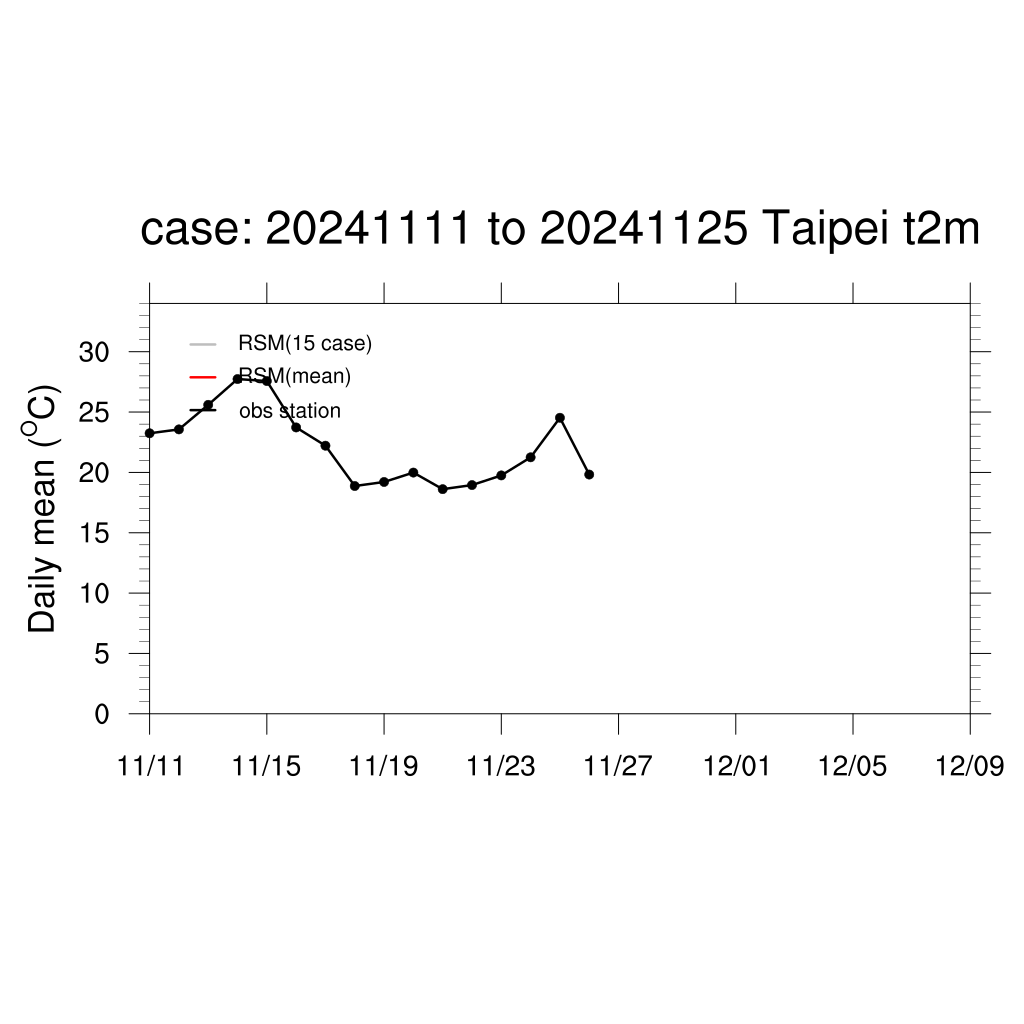 case: 20241111 to 20241125 Taipei t2m
RSM(15 case)
RSM(mean)
obs station
Daily mean (°C)
30
25
20
15
10
5
0
11/11 11/15 11/19 11/23 11/27 12/01 12/05 12/09